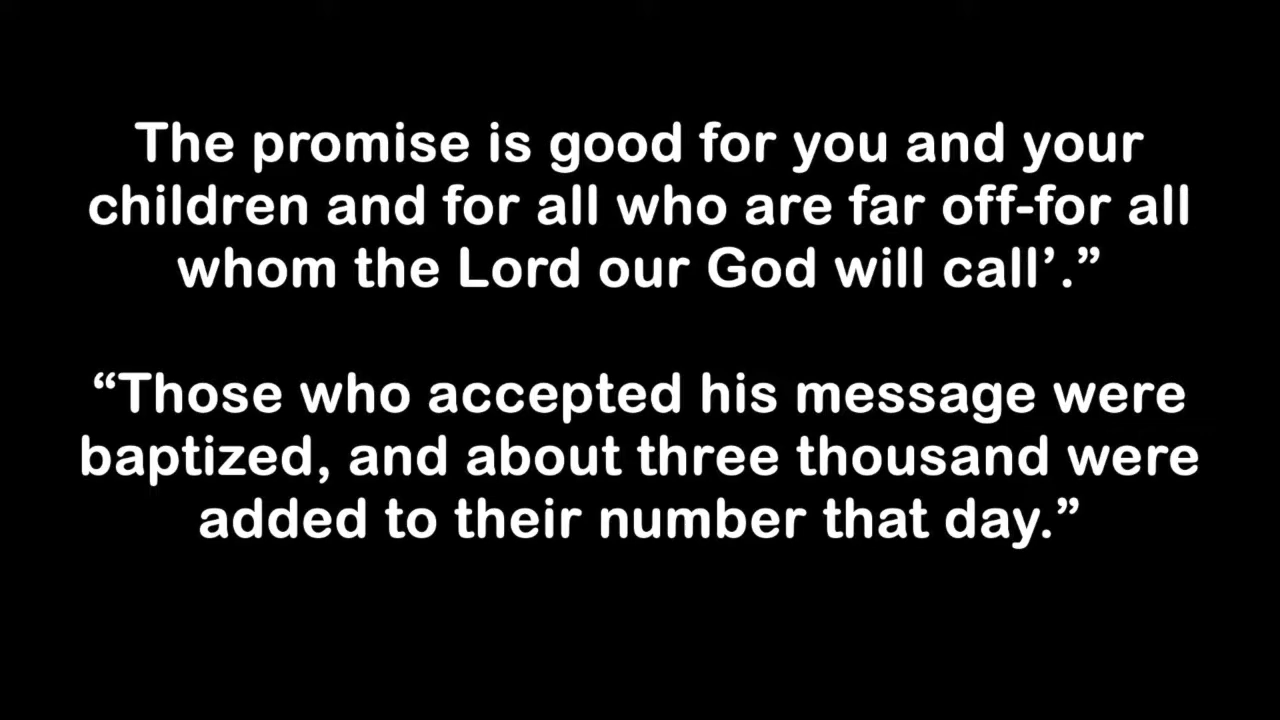 The promise is good for you and your
children and for all who are far off-for all
whom the Lord our God will call’.”
“Those who accepted his message were
baptized, and about three thousand were
added to their number that day.”